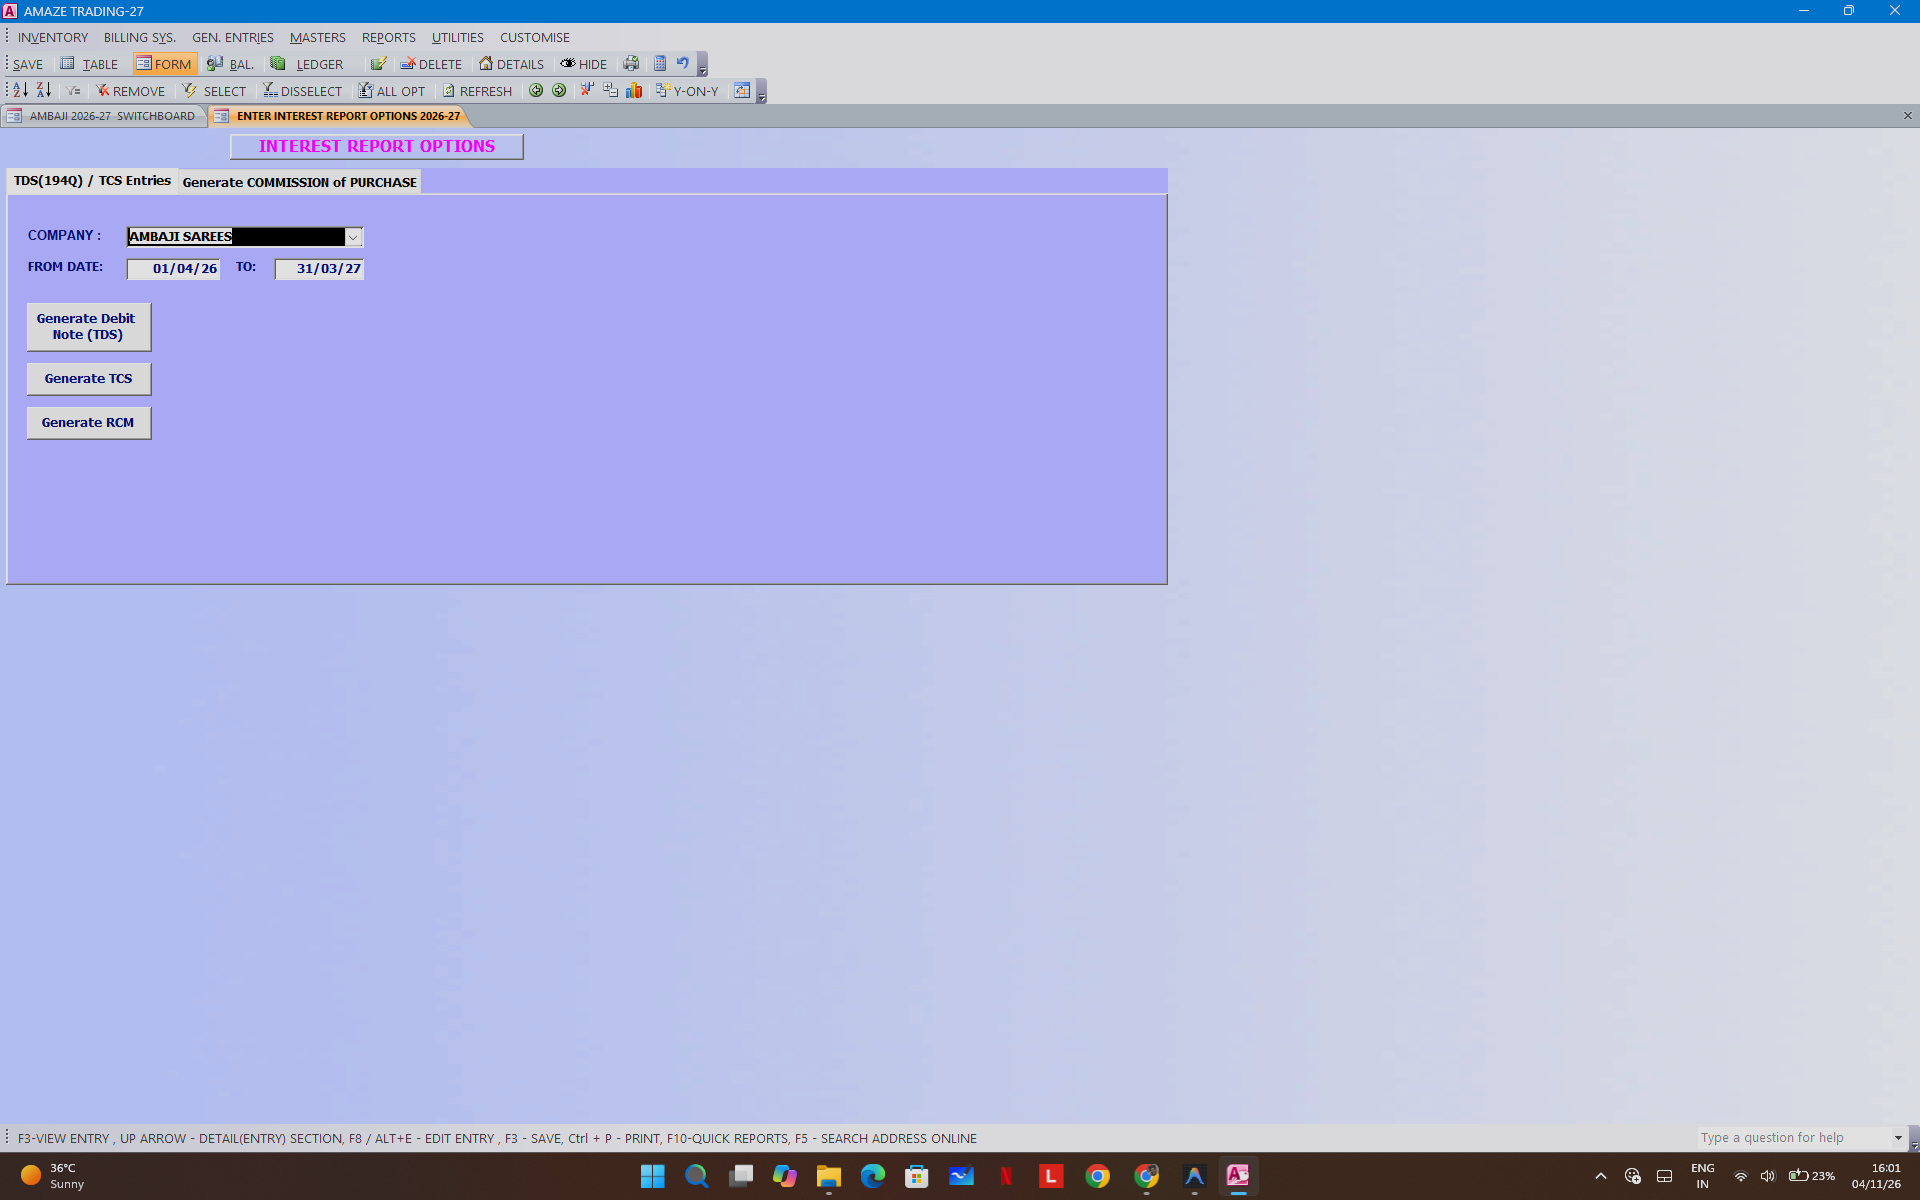 AMAZE TRADING-27
INVENTORY BILLING SYS. GEN. ENTRIES MASTERS REPORTS UTILITIES CUSTOMISE
SAVE TABLE FORM BAL. LEDGER DELETE DETAILS HIDE
REMOVE SELECT DISSELECT ALL OPT REFRESH Y-ON-Y
AMBAJI 2026-27 SWITCHBOARD ENTER INTEREST REPORT OPTIONS 2026-27
INTEREST REPORT OPTIONS
TDS(194Q) / TCS Entries Generate COMMISSION of PURCHASE
COMPANY : AMBAJI SAREES
FROM DATE: 01/04/26 TO: 31/03/27
Generate Debit
Note (TDS)
Generate TCS
Generate RCM
F3-VIEW ENTRY , UP ARROW - DETAIL(ENTRY) SECTION, F8 / ALT+E - EDIT ENTRY , F3 - SAVE, Ctrl + P - PRINT, F10-QUICK REPORTS, F5 - SEARCH ADDRESS ONLINE
Type a question for help
36°C
Sunny
ENG
IN
23%
16:01
04/11/26